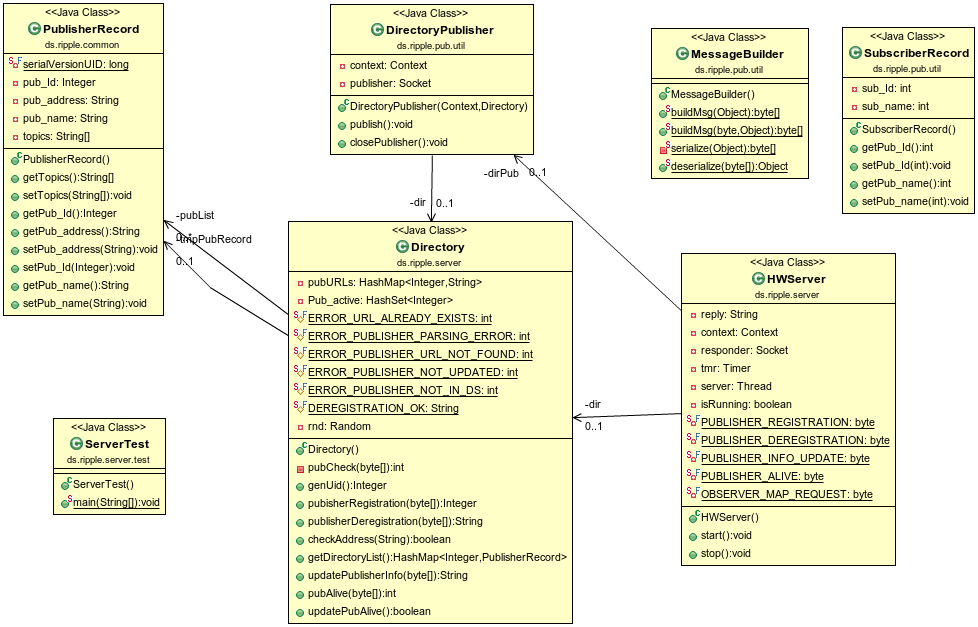 <<Java Class>>
PublisherRecord
ds.ripple.common
serialVersionUID: long
pub_Id: Integer
pub_address: String
pub_name: String
topics: String[]
PublisherRecord()
getTopics():String[]
setTopics(String[]):void
getPub_Id():Integer
getPub_address():String
setPub_address(String):void
setPub_Id(Integer):void
getPub_name():String
setPub_name(String):void
<<Java Class>>
DirectoryPublisher
ds.ripple.pub.util
context: Context
publisher: Socket
DirectoryPublisher(Context,Directory)
publish():void
closePublisher():void
<<Java Class>>
MessageBuilder
ds.ripple.pub.util
MessageBuilder()
buildMsg(Object):byte[]
buildMsg(byte,Object):byte[]
serialize(Object):byte[]
deserialize(byte[]):Object
<<Java Class>>
SubscriberRecord
ds.ripple.pub.util
sub_Id: int
sub_name: int
SubscriberRecord()
getPub_Id():int
setPub_Id(int):void
getPub_name():int
setPub_name(int):void
-dirPub
0..1
-dir
0..1
-pubList
-tmpPubRecord
0..1
<<Java Class>>
Directory
ds.ripple.server
pubURLs: HashMap<Integer,String>
Pub_active: HashSet<Integer>
ERROR_URL_ALREADY_EXISTS: int
ERROR_PUBLISHER_PARSING_ERROR: int
ERROR_PUBLISHER_URL_NOT_FOUND: int
ERROR_PUBLISHER_NOT_UPDATED: int
ERROR_PUBLISHER_NOT_IN_DS: int
DEREGISTRATION_OK: String
rnd: Random
Directory()
pubCheck(byte[]):int
genUid():Integer
pubisherRegistration(byte[]):Integer
publisherDeregistration(byte[]):String
checkAddress(String):boolean
getDirectoryList():HashMap<Integer,PublisherRecord>
updatePublisherInfo(byte[]):String
pubAlive(byte[]):int
updatePubAlive():boolean
-dir
0..1
<<Java Class>>
HWServer
ds.ripple.server
reply: String
context: Context
responder: Socket
tmr: Timer
server: Thread
isRunning: boolean
PUBLISHER_REGISTRATION: byte
PUBLISHER_DEREGISTRATION: byte
PUBLISHER_INFO_UPDATE: byte
PUBLISHER_ALIVE: byte
OBSERVER_MAP_REQUEST: byte
HWServer()
start():void
stop():void
<<Java Class>>
ServerTest
ds.ripple.server.test
ServerTest()
main(String[]):void